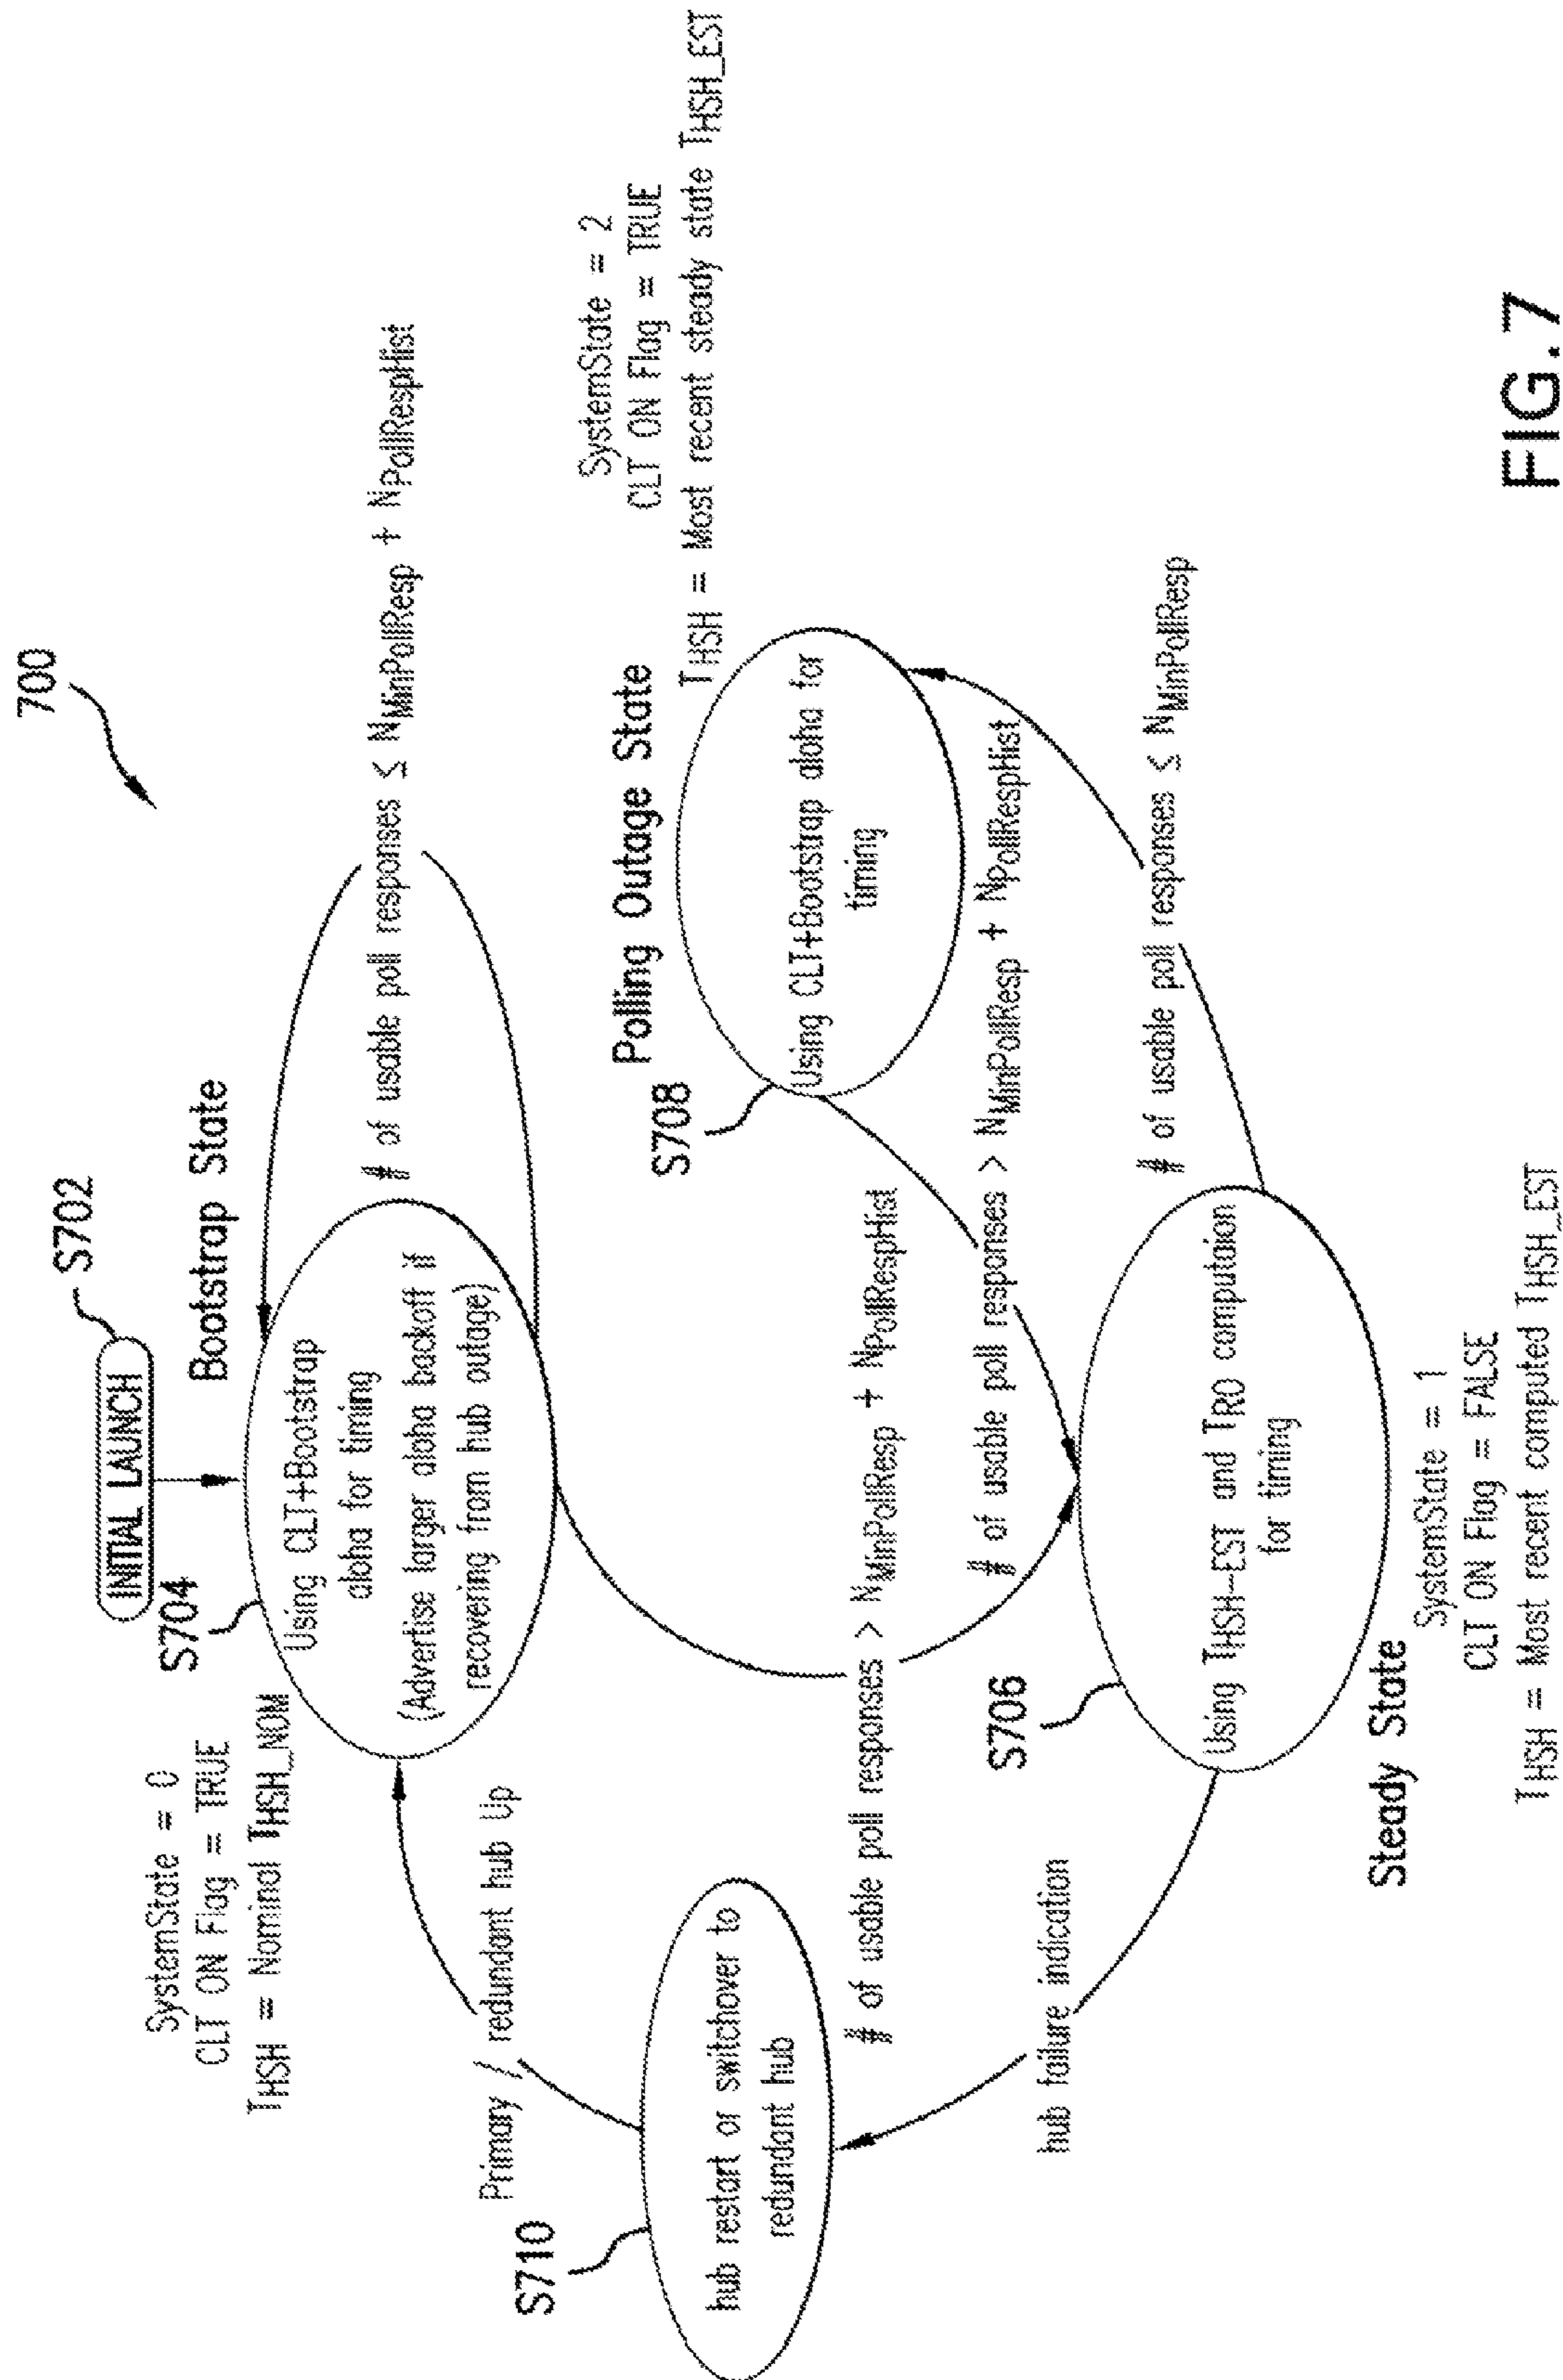 700
S702
INITIAL LAUNCH
S704
Bootstrap State
SystemState = 0
CLT ON Flag = TRUE
THSH = Nominal THSH_NOM
Using CLT+Bootstrap
aloha for timing
(Advertise larger aloha backoff if
recovering from hub outage)
# of usable poll responses ≤ NMinPollResp + NPollRespHist
Primary / redundant hub Up
S710
hub restart or switchover to
redundant hub
SystemState = 2
CLT ON Flag = TRUE
THSH = Most recent steady state THSH_EST
Polling Outage State
S708
Using CLT+Bootstrap aloha for
timing
# of usable poll responses > NMinPollResp + NPollRespHist
# of usable poll responses > NMinPollResp + NPollRespHist
# of usable poll responses ≤ NMinPollResp
hub failure indication
S706
Using THSH-EST and TRO computaion
for timing
Steady State
SystemState = 1
CLT ON Flag = FALSE
THSH = Most recent computed THSH_EST
FIG.7